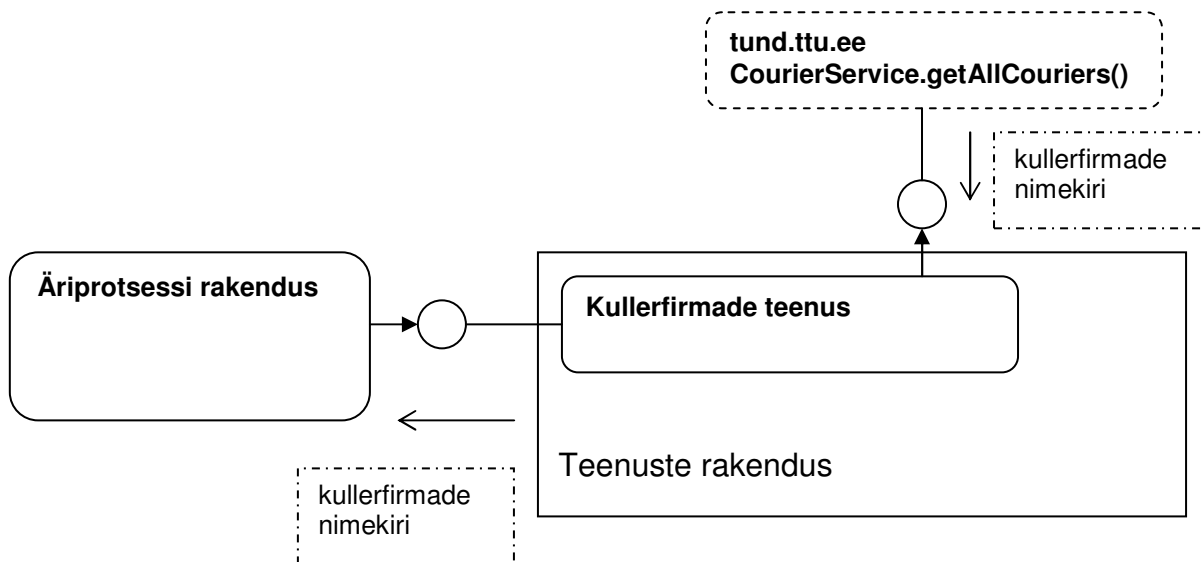 tund.ttu.ee
CourierService.getAllCouriers()
kullerfirmade
nimekiri
Äriprotsessi rakendus
Kullerfirmade teenus
Teenuste rakendus
kullerfirmade
nimekiri